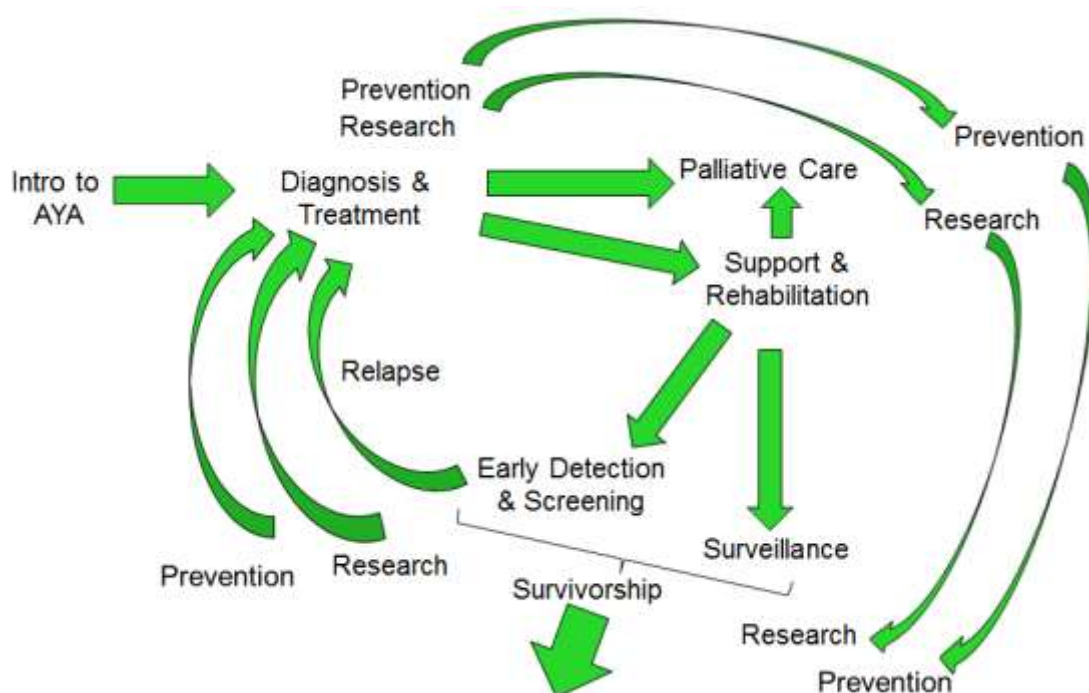 Prevention
Research
Prevention
Intro to
AYA
Diagnosis &
Treatment
Palliative Care
Research
Support &
Rehabilitation
Relapse
Early Detection
& Screening
Surveillance
Prevention
Research
Survivorship
Research
Prevention